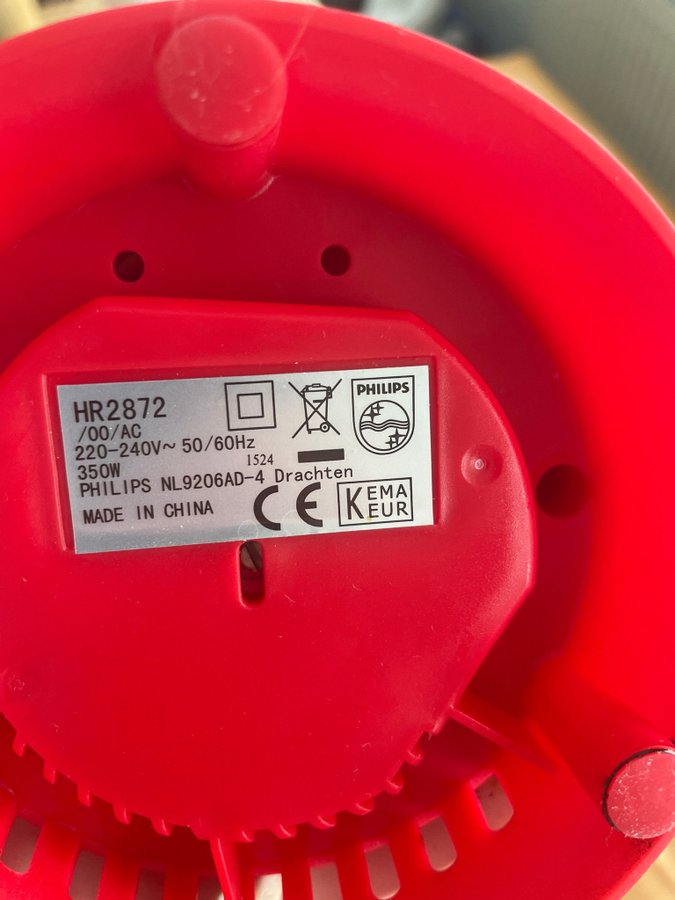 HR2872
/00/AC
220-240V~ 50/60Hz
350W
1524
PHILIPS NL9206AD-4 Drachten
MADE IN CHINA
PHILIPS
CE
KEMA
EUR